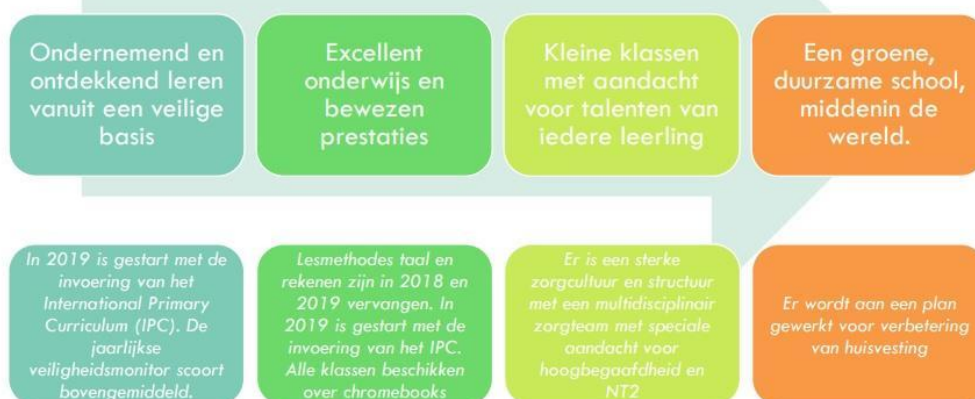 Ondernemend en
ontdekkend leren
vanuit een veilige
basis
Excellent
onderwijs en
bewezen
prestaties
Kleine klassen
met aandacht
voor talenten van
iedere leerling
Een groene,
duurzame school,
middenin de
wereld.
In 2019 is gestart met de
invoering van het
International Primary
Curriculum (IPC). De
jaarlijkse
veiligheidsmonitor scoort
bovengemiddeld.
Lesmethodes taal en
rekenen zijn in 2018 en
2019 vervangen. In
2019 is gestart met de
invoering van het IPC.
Alle klassen beschikken
over chromebooks
Er is een sterke
zorgcultuur en structuur
met een multidisciplinair
zorgteam met speciale
aandacht voor
hoogbegaafdheid en
NT2
Er wordt aan een plan
gewerkt voor verbetering
van huisvesting